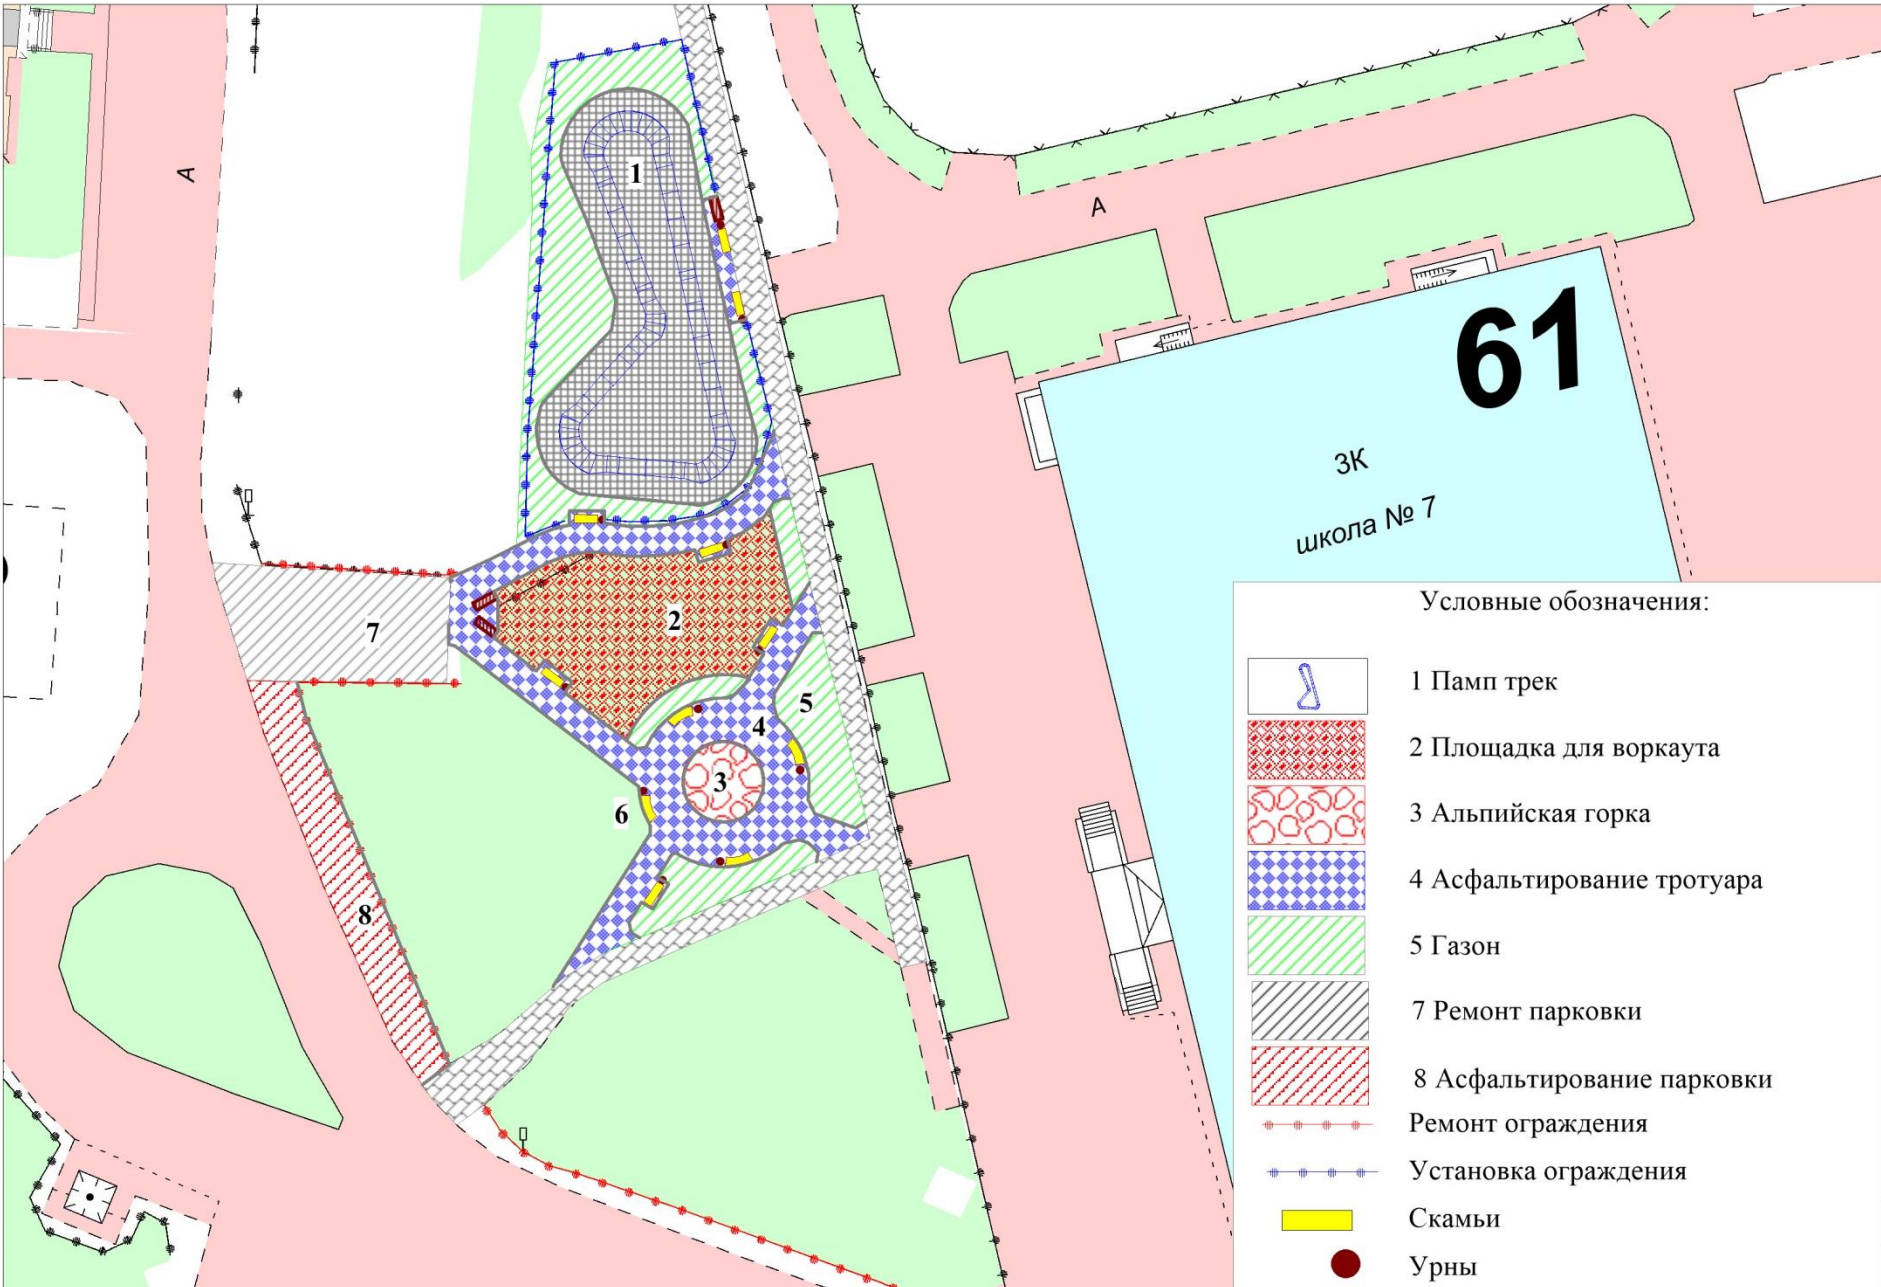 А
1
А
61
3К
школа № 7
2
7
5
4
3
6
8
Условные обозначения:
1 Памп трек
2 Площадка для воркаута
3 Альпийская горка
4 Асфальтирование тротуара
5 Газон
7 Ремонт парковки
8 Асфальтирование парковки
Ремонт ограждения
Установка ограждения
Скамьи
Урны